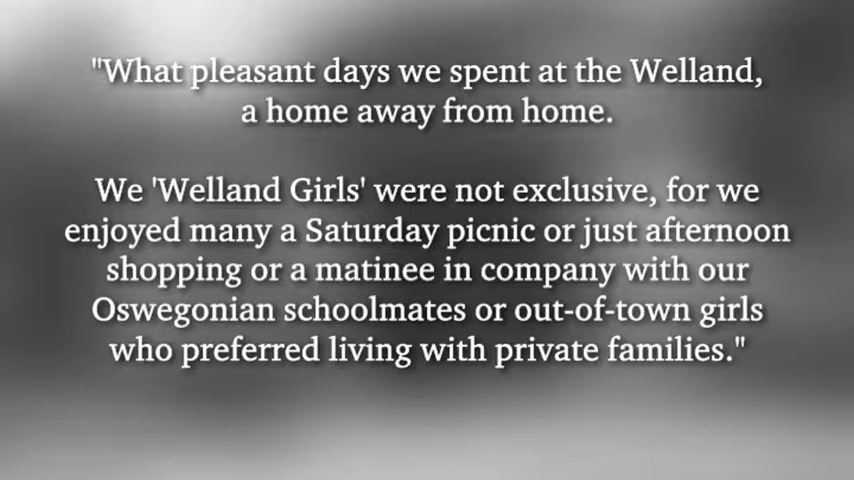 "What pleasant days we spent at the Welland,
a home away from home.
We 'Welland Girls' were not exclusive, for we
enjoyed many a Saturday picnic or just afternoon
shopping or a matinee in company with our
Oswegonian schoolmates or out-of-town girls
who preferred living with private families."